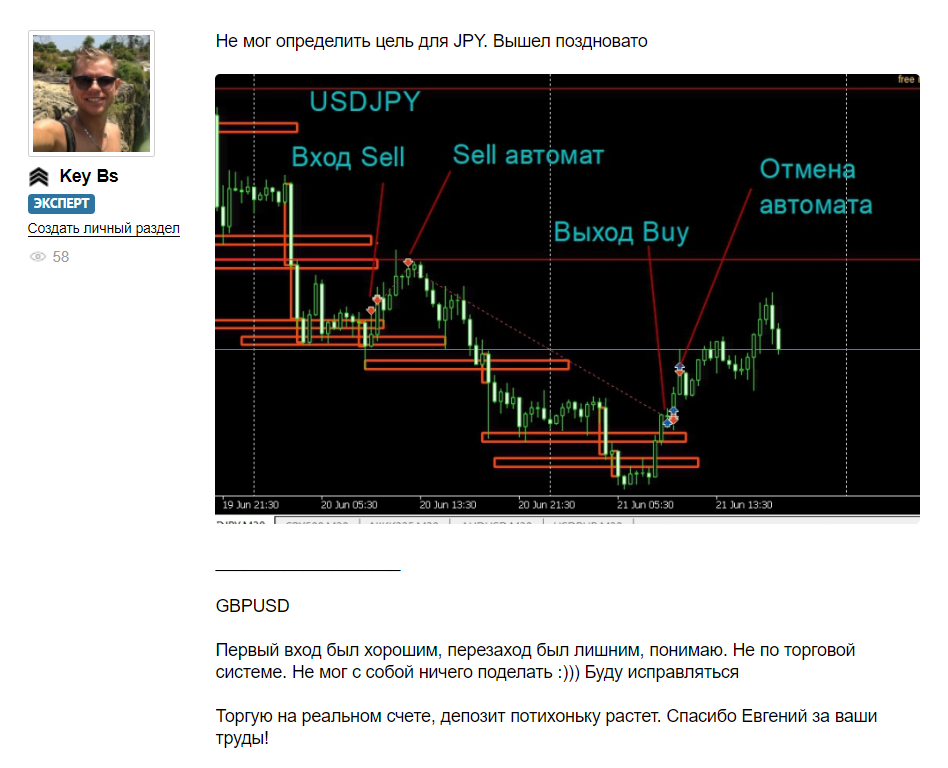 Не мог определить цель для JPY. Вышел поздновато
Key Bs
ЭКСПЕРТ
Создать личный раздел
58
free
USDJPY
Вход Sell
Sell автомат
Отмена
автомата
Выход Buy
19 Jun 21:30 20 Jun 05:30 20 Jun 13:30 20 Jun 21:30 21 Jun 05:30 21 Jun 13:30
GBPUSD
Первый вход был хорошим, перезаход был лишним, понимаю. Не по торговой
системе. Не мог с собой ничего поделать :))) Буду исправляться
Торгую на реальном счете, депозит потихоньку растет. Спасибо Евгений за ваши
труды!